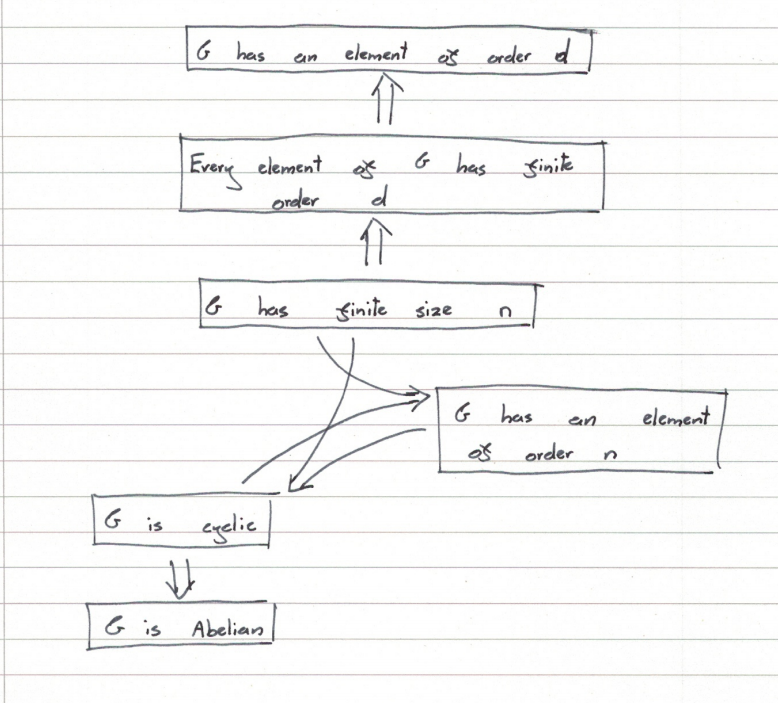 G has an element of order d
Every element of G has finite
order d
G has finite size n
G has an element
of order n
G is cyclic
G is Abelian